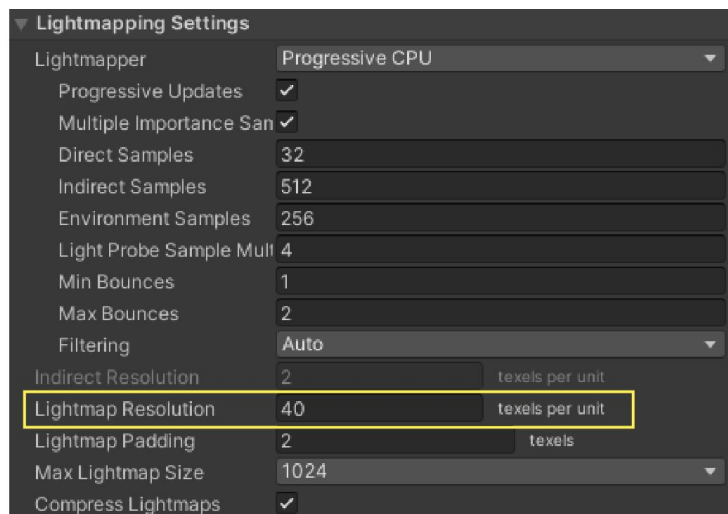 Lightmapping Settings
Lightmapper Progressive CPU
Progressive Updates
Multiple Importance San
Direct Samples 32
Indirect Samples 512
Environment Samples 256
Light Probe Sample Mult 4
Min Bounces 1
Max Bounces 2
Filtering Auto
Indirect Resolution 2 texels per unit
Lightmap Resolution 40 texels per unit
Lightmap Padding 2 texels
Max Lightmap Size 1024
Compress Lightmaps